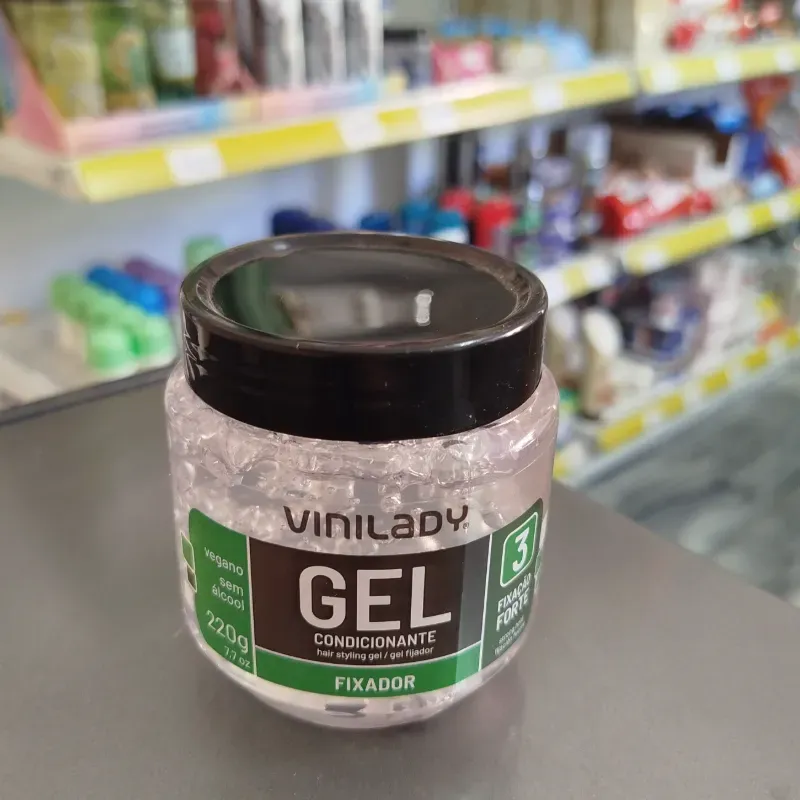 VINILADY
vegano
sem
álcool
220g
7.7 oz
GEL
CONDICIONANTE
hair styling gel / gel fijador
FIXADOR
3
FIXAÇÃO
FORTE